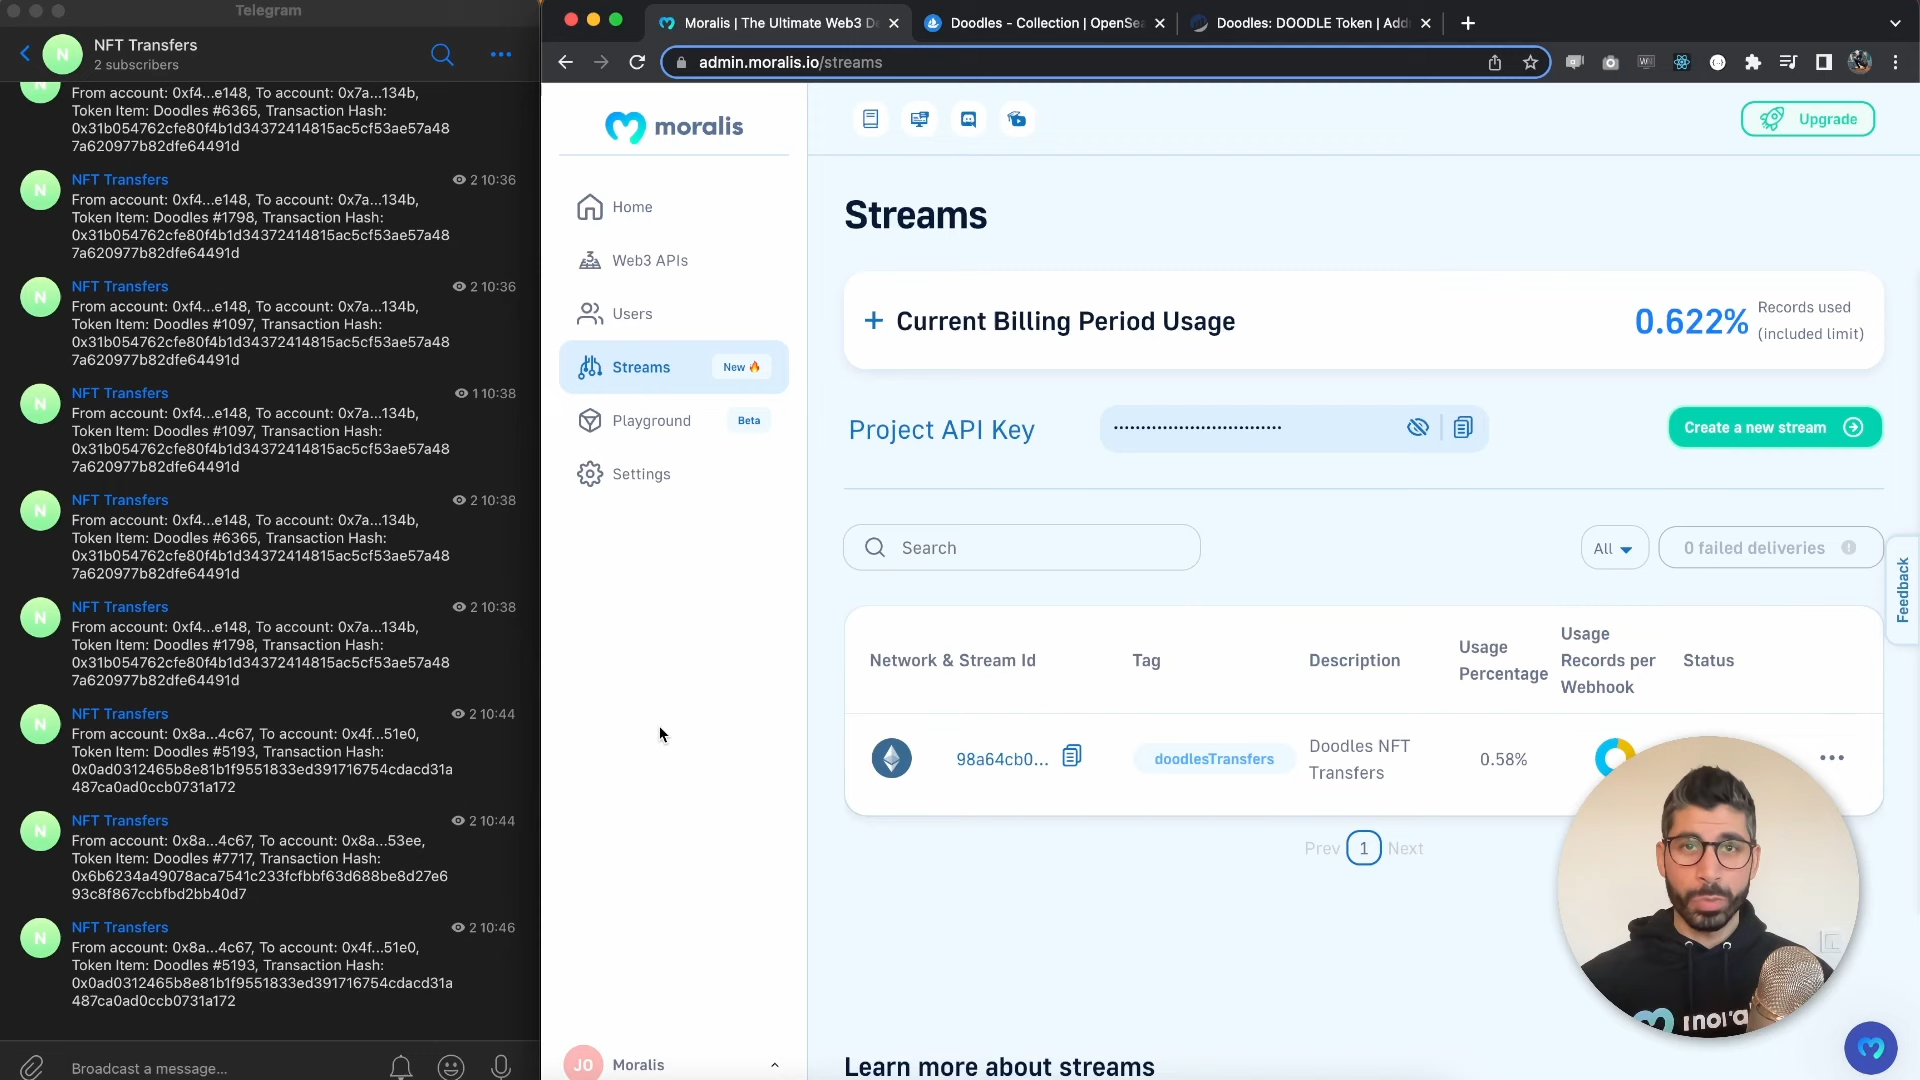 Telegram
N
NFT Transfers
2 subscribers
From account: 0xf4...e148, To account: 0x7a...134b,
Token Item: Doodles #6365, Transaction Hash:
0x31b054762cfe80f4b1d34372414815ac5cf53ae57a48
7a620977b82dfe64491d
N
NFT Transfers
2 10:36
From account: 0xf4...e148, To account: 0x7a...134b,
Token Item: Doodles #1798, Transaction Hash:
0x31b054762cfe80f4b1d34372414815ac5cf53ae57a48
7a620977b82dfe64491d
N
NFT Transfers
2 10:36
From account: 0xf4...e148, To account: 0x7a...134b,
Token Item: Doodles #1097, Transaction Hash:
0x31b054762cfe80f4b1d34372414815ac5cf53ae57a48
7a620977b82dfe64491d
N
NFT Transfers
1 10:38
From account: 0xf4...e148, To account: 0x7a...134b,
Token Item: Doodles #1097, Transaction Hash:
0x31b054762cfe80f4b1d34372414815ac5cf53ae57a48
7a620977b82dfe64491d
N
NFT Transfers
2 10:38
From account: 0xf4...e148, To account: 0x7a...134b,
Token Item: Doodles #6365, Transaction Hash:
0x31b054762cfe80f4b1d34372414815ac5cf53ae57a48
7a620977b82dfe64491d
N
NFT Transfers
2 10:38
From account: 0xf4...e148, To account: 0x7a...134b,
Token Item: Doodles #1798, Transaction Hash:
0x31b054762cfe80f4b1d34372414815ac5cf53ae57a48
7a620977b82dfe64491d
N
NFT Transfers
2 10:44
From account: 0x8a...4c67, To account: 0x4f...51e0,
Token Item: Doodles #5193, Transaction Hash:
0x0ad0312465b8e81b1f9551833ed391716754cdacd31a
487ca0ad0ccb0731a172
N
NFT Transfers
2 10:44
From account: 0x8a...4c67, To account: 0x8a...53ee,
Token Item: Doodles #7717, Transaction Hash:
0x6b6234a49078aca7541c233fcfbbf63d688be8d27e6
93c8f867ccbfbd2bb40d7
N
NFT Transfers
2 10:46
From account: 0x8a...4c67, To account: 0x4f...51e0,
Token Item: Doodles #5193, Transaction Hash:
0x0ad0312465b8e81b1f9551833ed391716754cdacd31a
487ca0ad0ccb0731a172
Broadcast a message...
Moralis | The Ultimate Web3 D
Doodles - Collection | OpenSea
Doodles: DOODLE Token | Add
admin.moralis.io/streams
moralis
Home
Web3 APIs
Users
Streams
New
Playground
Beta
Settings
JO
Moralis
Upgrade
Streams
+ Current Billing Period Usage
0.622%
Records used
(included limit)
Project API Key
Create a new stream
Search
All
0 failed deliveries
Feedback
Network & Stream Id
Tag
Description
Usage
Percentage
Usage
Records per
Webhook
Status
98a64cb0...
doodlesTransfers
Doodles NFT
Transfers
0.58%
Prev
1
Next
Learn more about streams